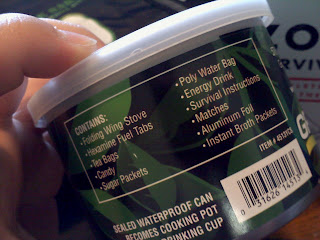 CONTAINS:
• Folding Wing Stove
• Hexamine Fuel Tabs
• Tea Bags
• Candy
• Sugar Packets
• Poly Water Bag
• Energy Drink
• Survival Instructions
• Matches
• Aluminum Foil
• Instant Broth Packets
SEALED WATERPROOF CAN
BECOMES COOKING POT
DRINKING CUP
YO